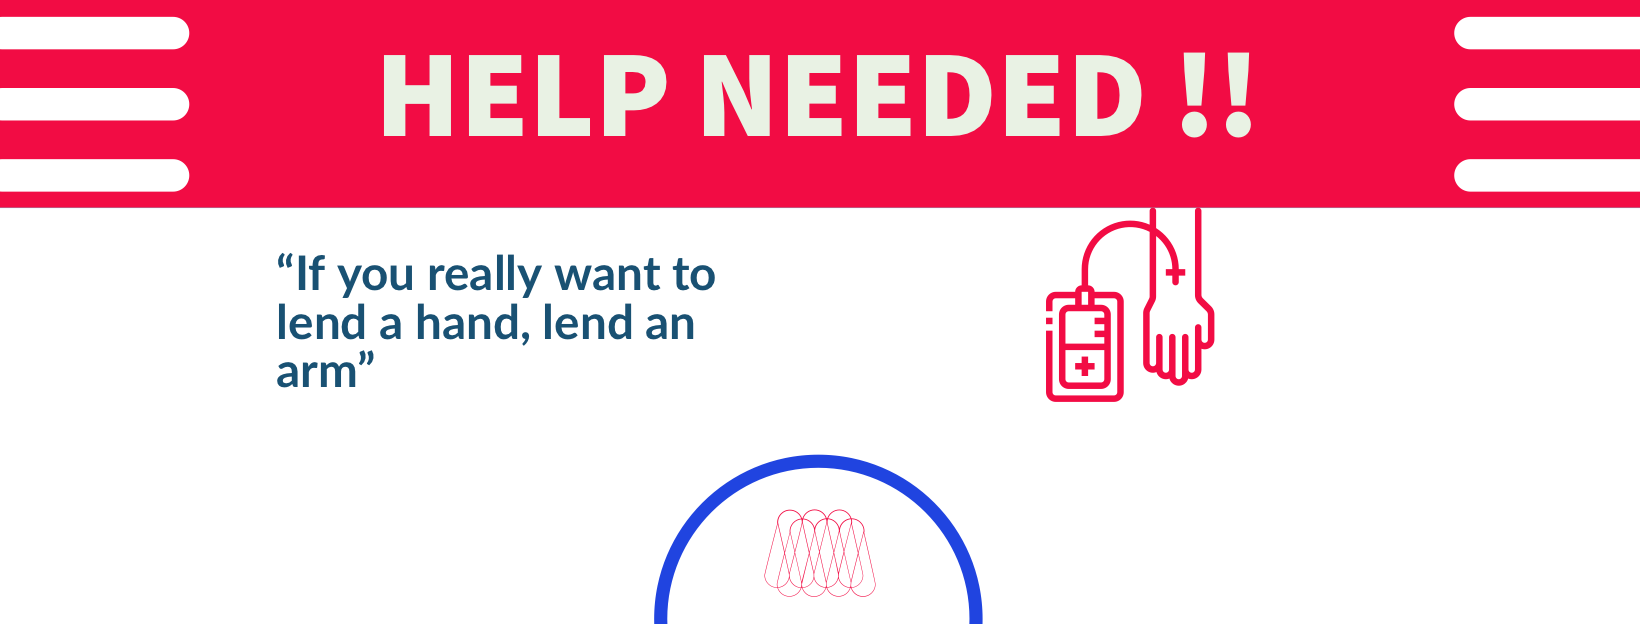 HELP NEEDED !!
“If you really want to
lend a hand, lend an
arm”